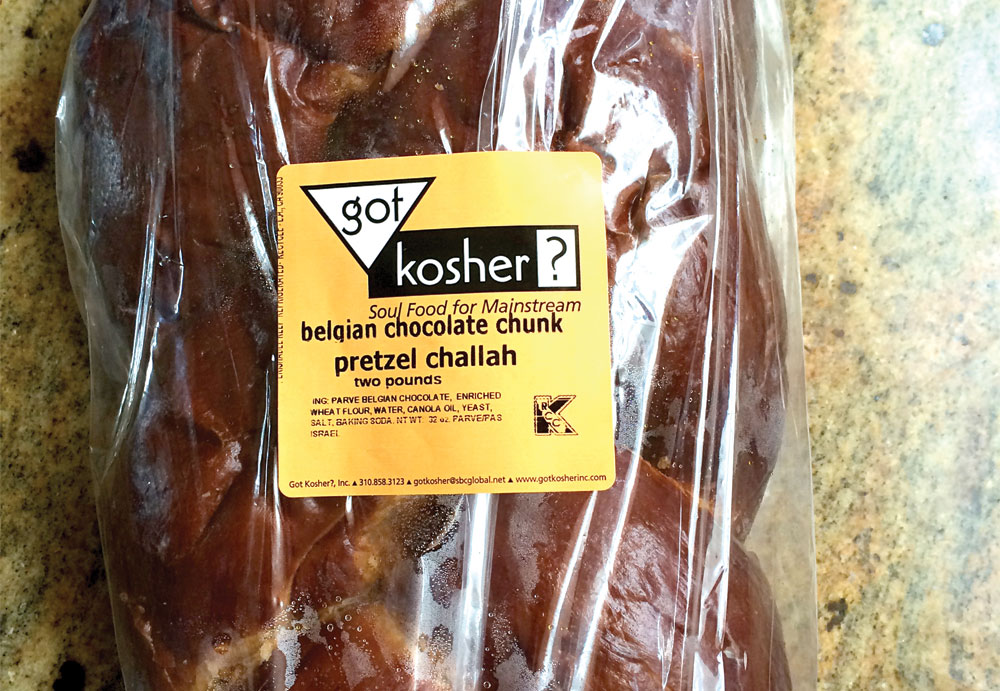 got
kosher?
Soul Food for Mainstream
belgian chocolate chunk
pretzel challah
two pounds
ING: PARVE BELGIAN CHOCOLATE, ENRICHED
WHEAT FLOUR, WATER, CANOLA OIL, YEAST,
SALT, BAKING SODA. NT WT. 32 oz. PARVE/PAS
ISRAEL
RCC K
Got Kosher?, Inc. ▲ 310.858.3123 ▲ gotkosher@sbcglobal.net ▲ www.gotkosherinc.com